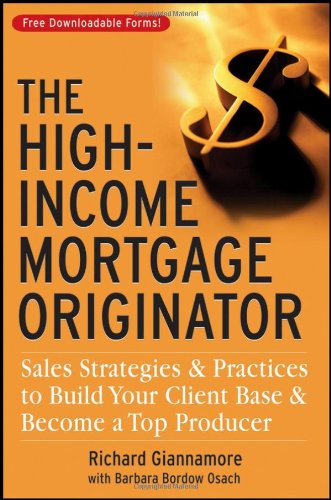 Free Downloadable Forms!
THE
HIGH-
INCOME
MORTGAGE
ORIGINATOR
Sales Strategies & Practices
to Build Your Client Base &
Become a Top Producer
Richard Giannamore
with Barbara Bordow Osach